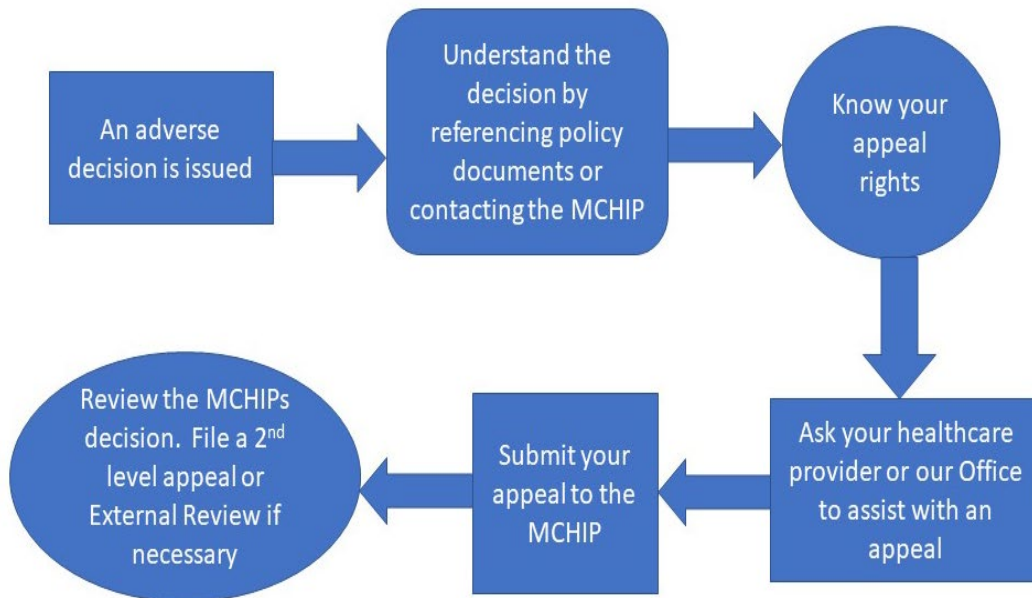 An adverse
decision is issued
Understand the
decision by
referencing policy
documents or
contacting the MCHIP
Know your
appeal
rights
Ask your healthcare
provider or our Office
to assist with an
appeal
Submit your
appeal to the
MCHIP
Review the MCHIPs
decision. File a 2nd
level appeal or
External Review if
necessary